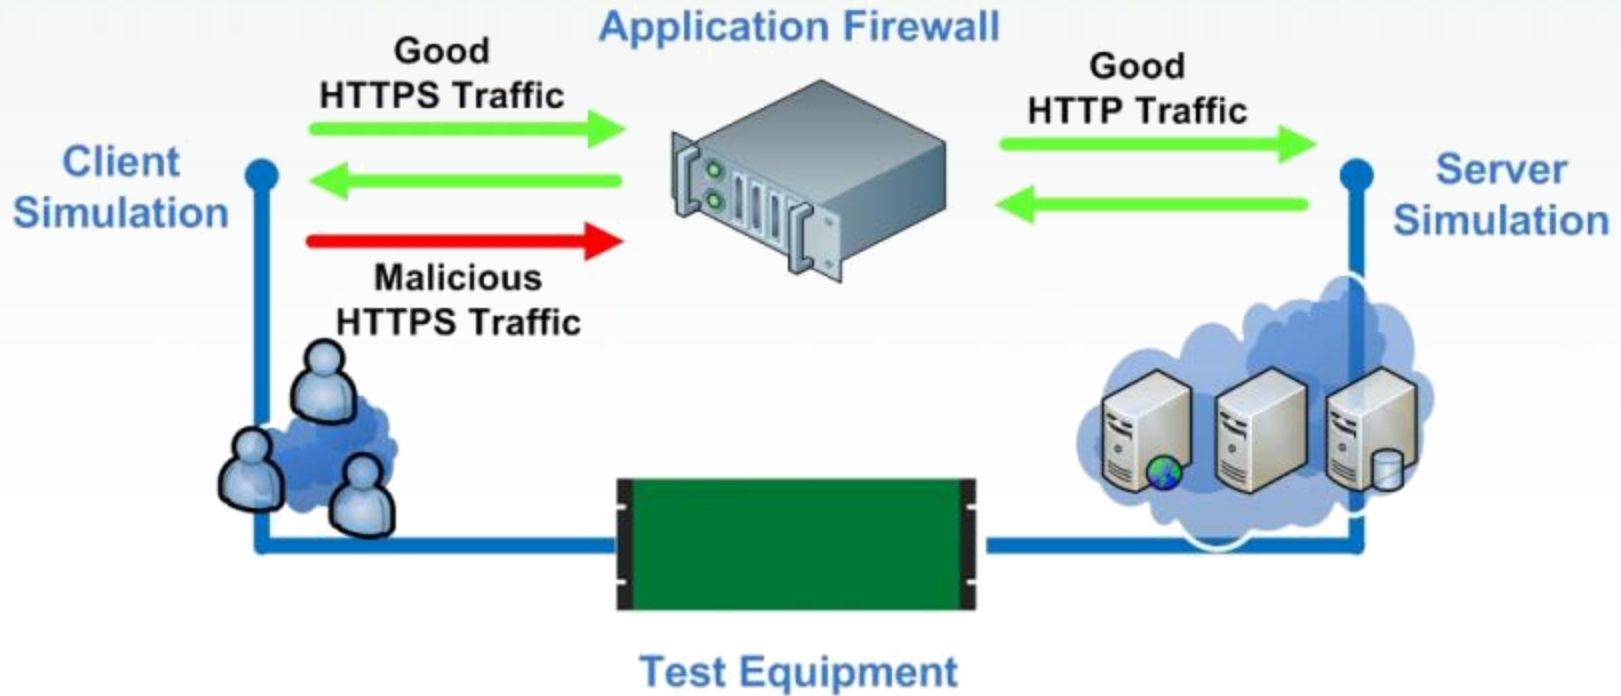 Application Firewall
Good
HTTPS Traffic
Good
HTTP Traffic
Client
Simulation
Server
Simulation
Malicious
HTTPS Traffic
Test Equipment